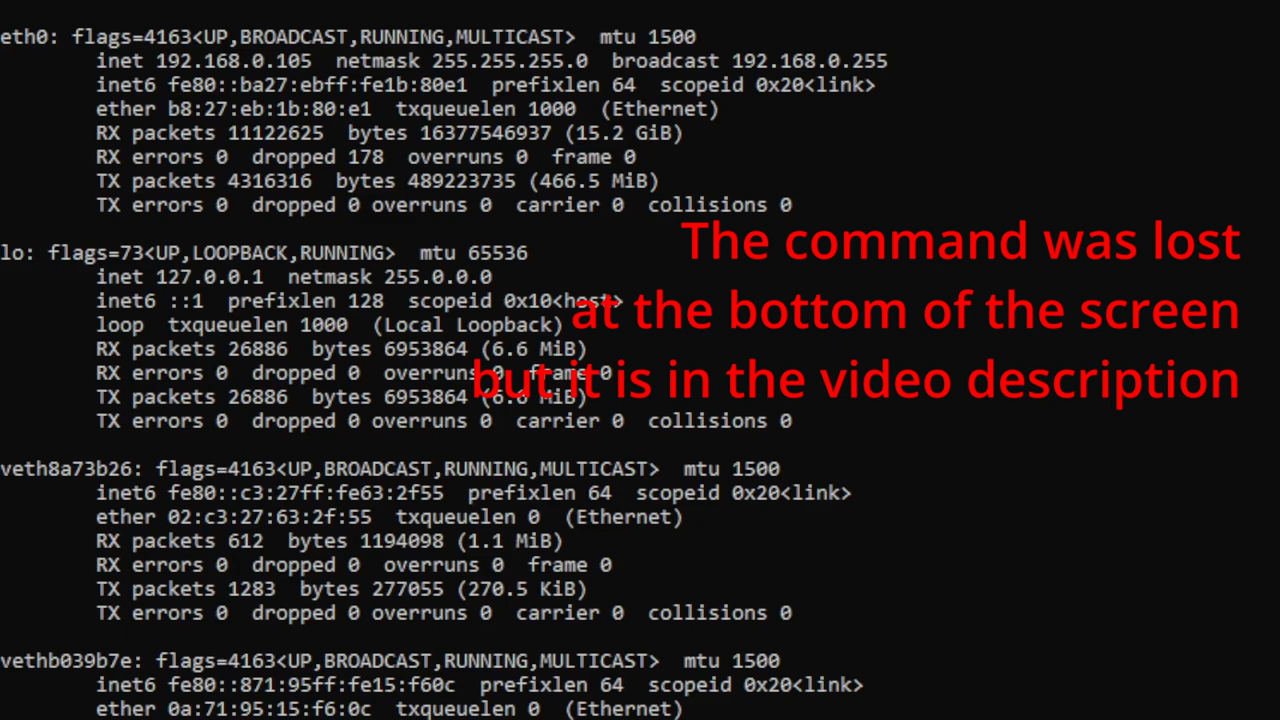 eth0: flags=4163<UP,BROADCAST,RUNNING,MULTICAST>  mtu 1500
inet 192.168.0.105  netmask 255.255.255.0  broadcast 192.168.0.255
inet6 fe80::ba27:ebff:fe1b:80e1  prefixlen 64  scopeid 0x20<link>
ether b8:27:eb:1b:80:e1  txqueuelen 1000  (Ethernet)
RX packets 11122625  bytes 16377546937 (15.2 GiB)
RX errors 0  dropped 178  overruns 0  frame 0
TX packets 4316316  bytes 489223735 (466.5 MiB)
TX errors 0  dropped 0 overruns 0  carrier 0  collisions 0
lo: flags=73<UP,LOOPBACK,RUNNING>  mtu 65536
inet 127.0.0.1  netmask 255.0.0.0
inet6 ::1  prefixlen 128  scopeid 0x10<host>
loop  txqueuelen 1000  (Local Loopback)
RX packets 26886  bytes 6953864 (6.6 MiB)
RX errors 0  dropped 0  overruns 0  frame 0
TX packets 26886  bytes 6953864 (6.6 MiB)
TX errors 0  dropped 0 overruns 0  carrier 0  collisions 0
The command was lost
at the bottom of the screen
but it is in the video description
veth8a73b26: flags=4163<UP,BROADCAST,RUNNING,MULTICAST>  mtu 1500
inet6 fe80::c3:27ff:fe63:2f55  prefixlen 64  scopeid 0x20<link>
ether 02:c3:27:63:2f:55  txqueuelen 0  (Ethernet)
RX packets 612  bytes 1194098 (1.1 MiB)
RX errors 0  dropped 0  overruns 0  frame 0
TX packets 1283  bytes 277055 (270.5 KiB)
TX errors 0  dropped 0 overruns 0  carrier 0  collisions 0
vethb039b7e: flags=4163<UP,BROADCAST,RUNNING,MULTICAST>  mtu 1500
inet6 fe80::871:95ff:fe15:f60c  prefixlen 64  scopeid 0x20<link>
ether 0a:71:95:15:f6:0c  txqueuelen 0  (Ethernet)